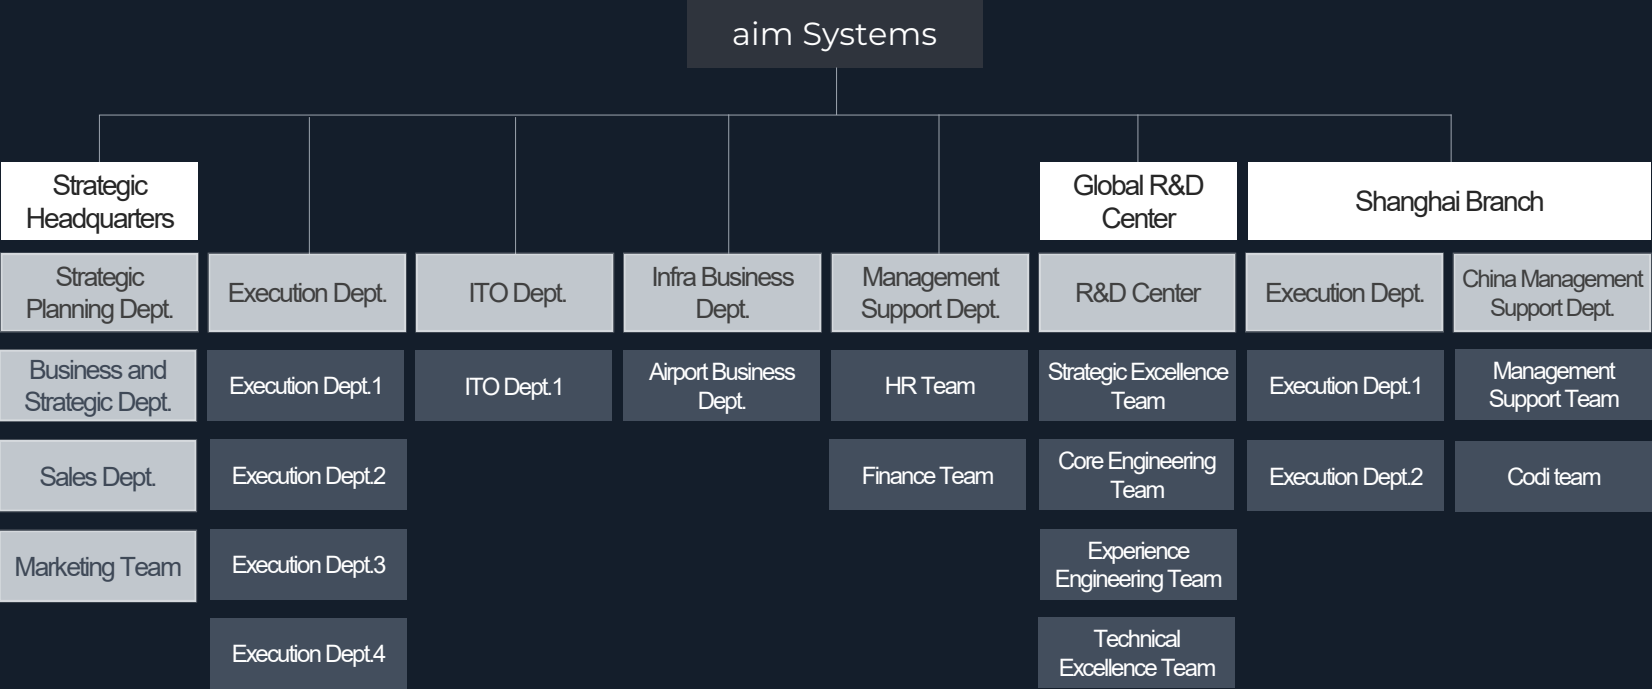 aim Systems
Strategic
Headquarters
Global R&D
Center
Shanghai Branch
Strategic
Planning Dept.
Execution Dept.
ITO Dept.
Infra Business
Dept.
Management
Support Dept.
R&D Center
Execution Dept.
China Management
Support Dept.
Business and
Strategic Dept.
Execution Dept.1
ITO Dept.1
Airport Business
Dept.
HR Team
Strategic Excellence
Team
Execution Dept.1
Management
Support Team
Sales Dept.
Execution Dept.2
Finance Team
Core Engineering
Team
Execution Dept.2
Codi team
Marketing Team
Execution Dept.3
Experience
Engineering Team
Execution Dept.4
Technical
Excellence Team